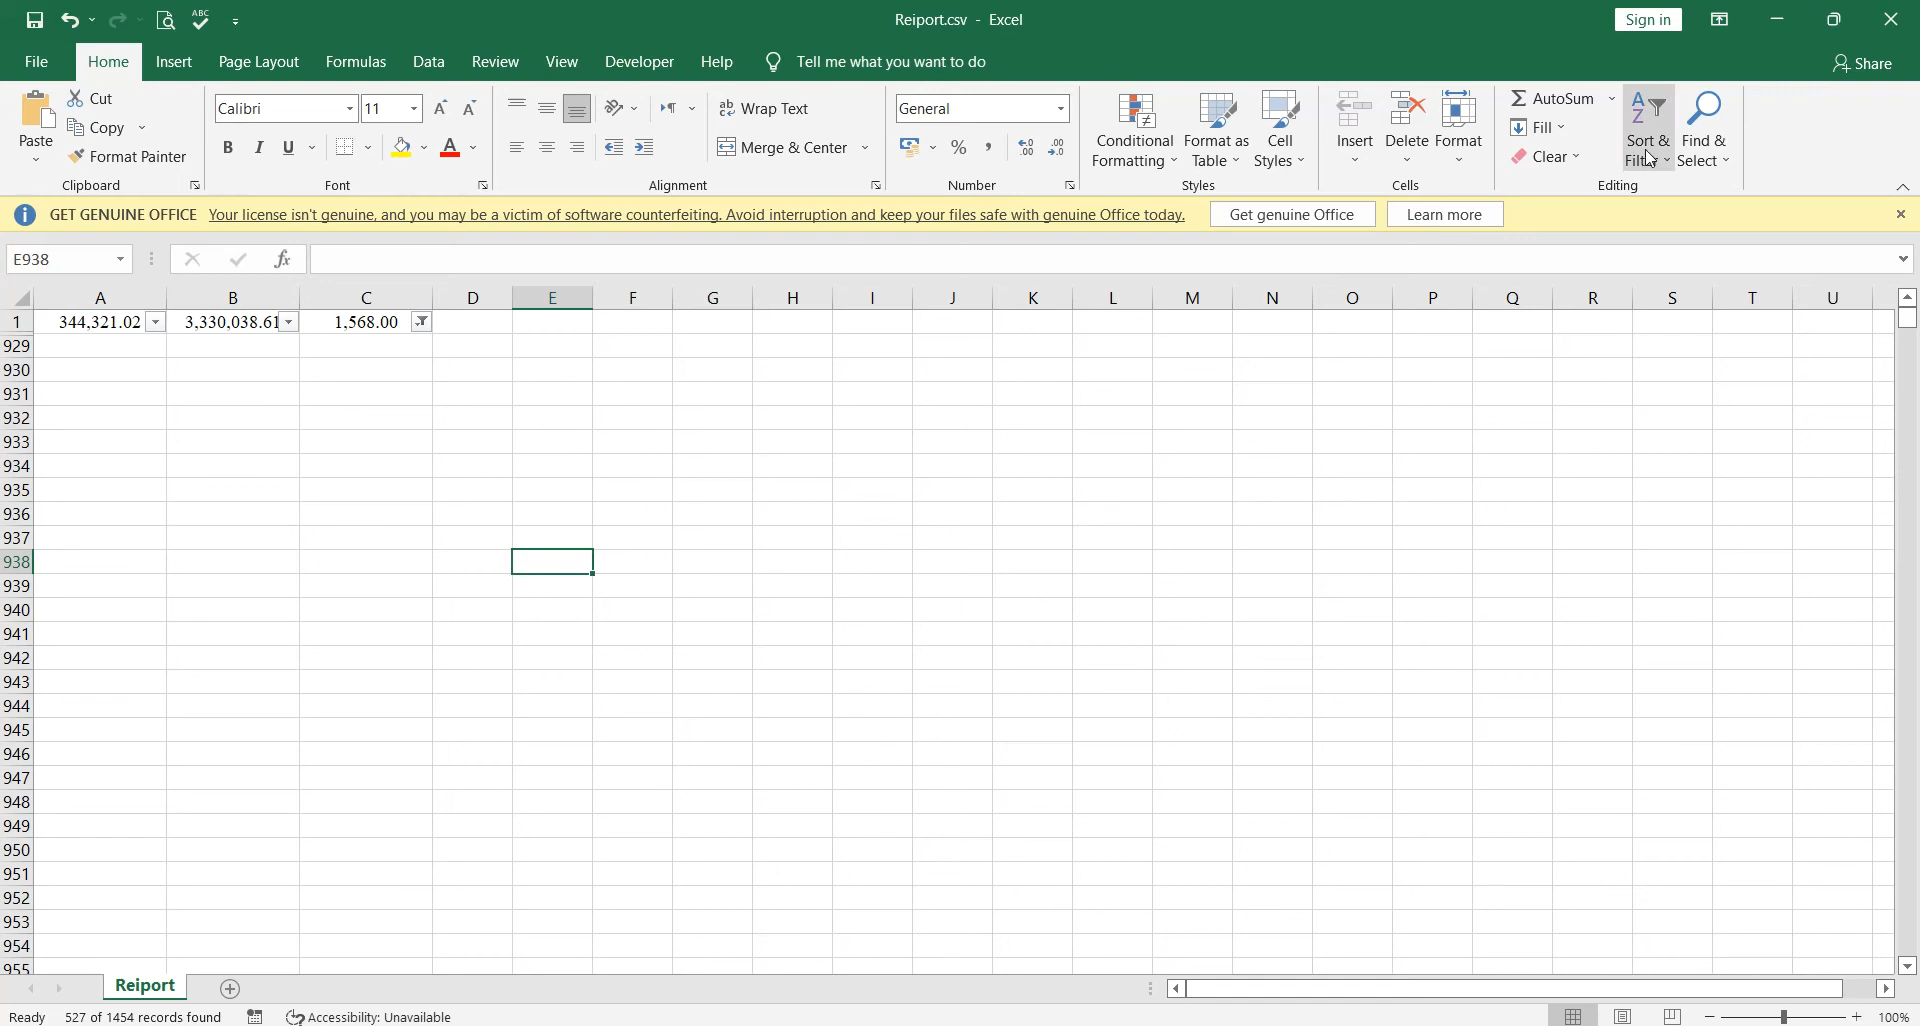 ABC
Reiport.csv - Excel
Sign in
File Home Insert Page Layout Formulas Data Review View Developer Help Tell me what you want to do
Share
Paste
Cut
Copy
Format Painter
Clipboard
Calibri 11 A A
B I U A
Font
ab Wrap Text
Merge & Center
Alignment
General
% , .00
Number
Conditional Formatting
Format as Table
Cell Styles
Styles
Insert Delete Format
Cells
AutoSum
Fill
Clear
Sort &
Find & Select
Editing
GET GENUINE OFFICE Your license isn't genuine, and you may be a victim of software counterfeiting. Avoid interruption and keep your files safe with genuine Office today. Get genuine Office Learn more
E938 fx
A B C D E F G H I J K L M N O P Q R S T U
1 344,321.02 3,330,038.61 1,568.00
929
930
931
932
933
934
935
936
937
938
939
940
941
942
943
944
945
946
947
948
949
950
951
952
953
954
955
Reiport
Ready 527 of 1454 records found Accessibility: Unavailable 100%